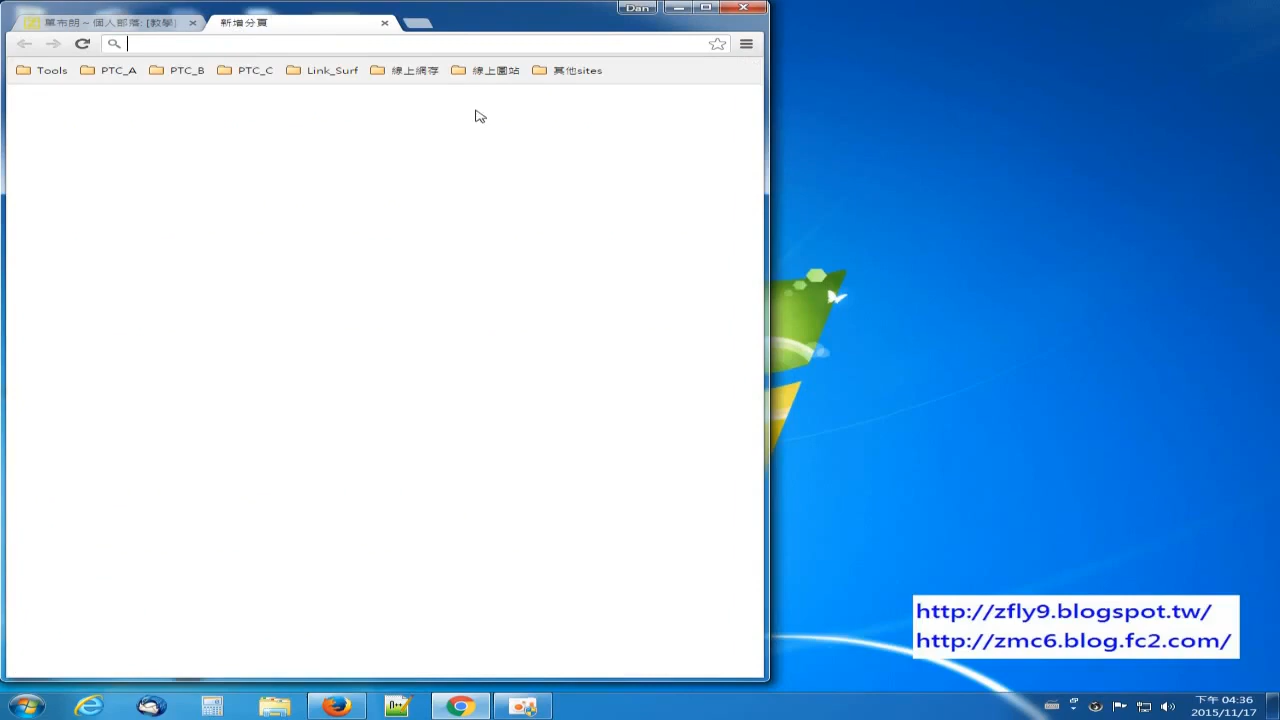 Dan
單布朗～個人部落: [教學]
新增分頁
Tools
PTC_A
PTC_B
PTC_C
Link_Surf
線上網存
線上圖站
其他sites
http://zfly9.blogspot.tw/
http://zmc6.blog.fc2.com/
下午 04:36
2015/11/17